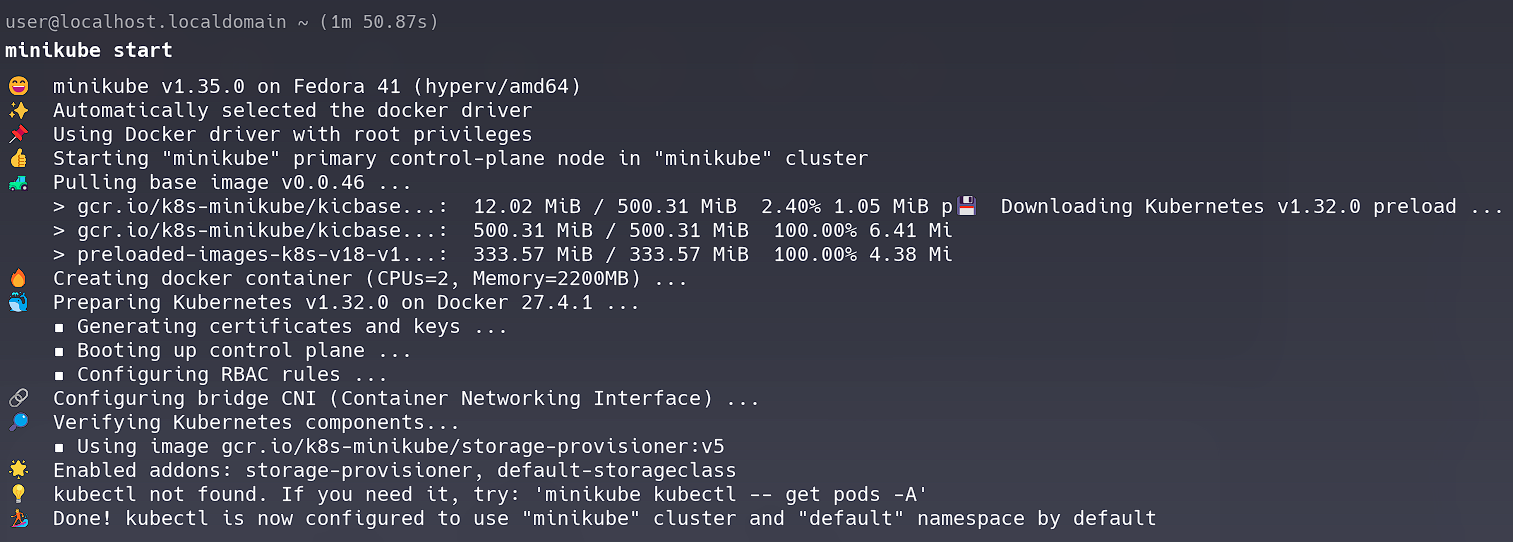 user@localhost.localdomain ~ (1m 50.87s)
minikube start
😄 minikube v1.35.0 on Fedora 41 (hyperv/amd64)
✨ Automatically selected the docker driver
📌 Using Docker driver with root privileges
👍 Starting "minikube" primary control-plane node in "minikube" cluster
🚜 Pulling base image v0.0.46 ...
> gcr.io/k8s-minikube/kicbase...: 12.02 MiB / 500.31 MiB 2.40% 1.05 MiB p💾 Downloading Kubernetes v1.32.0 preload ...
> gcr.io/k8s-minikube/kicbase...: 500.31 MiB / 500.31 MiB 100.00% 6.41 Mi
> preloaded-images-k8s-v18-v1...: 333.57 MiB / 333.57 MiB 100.00% 4.38 Mi
🔥 Creating docker container (CPUs=2, Memory=2200MB) ...
🐳 Preparing Kubernetes v1.32.0 on Docker 27.4.1 ...
▪ Generating certificates and keys ...
▪ Booting up control plane ...
▪ Configuring RBAC rules ...
🔗 Configuring bridge CNI (Container Networking Interface) ...
🔎 Verifying Kubernetes components...
▪ Using image gcr.io/k8s-minikube/storage-provisioner:v5
🌟 Enabled addons: storage-provisioner, default-storageclass
💡 kubectl not found. If you need it, try: 'minikube kubectl -- get pods -A'
🏄 Done! kubectl is now configured to use "minikube" cluster and "default" namespace by default